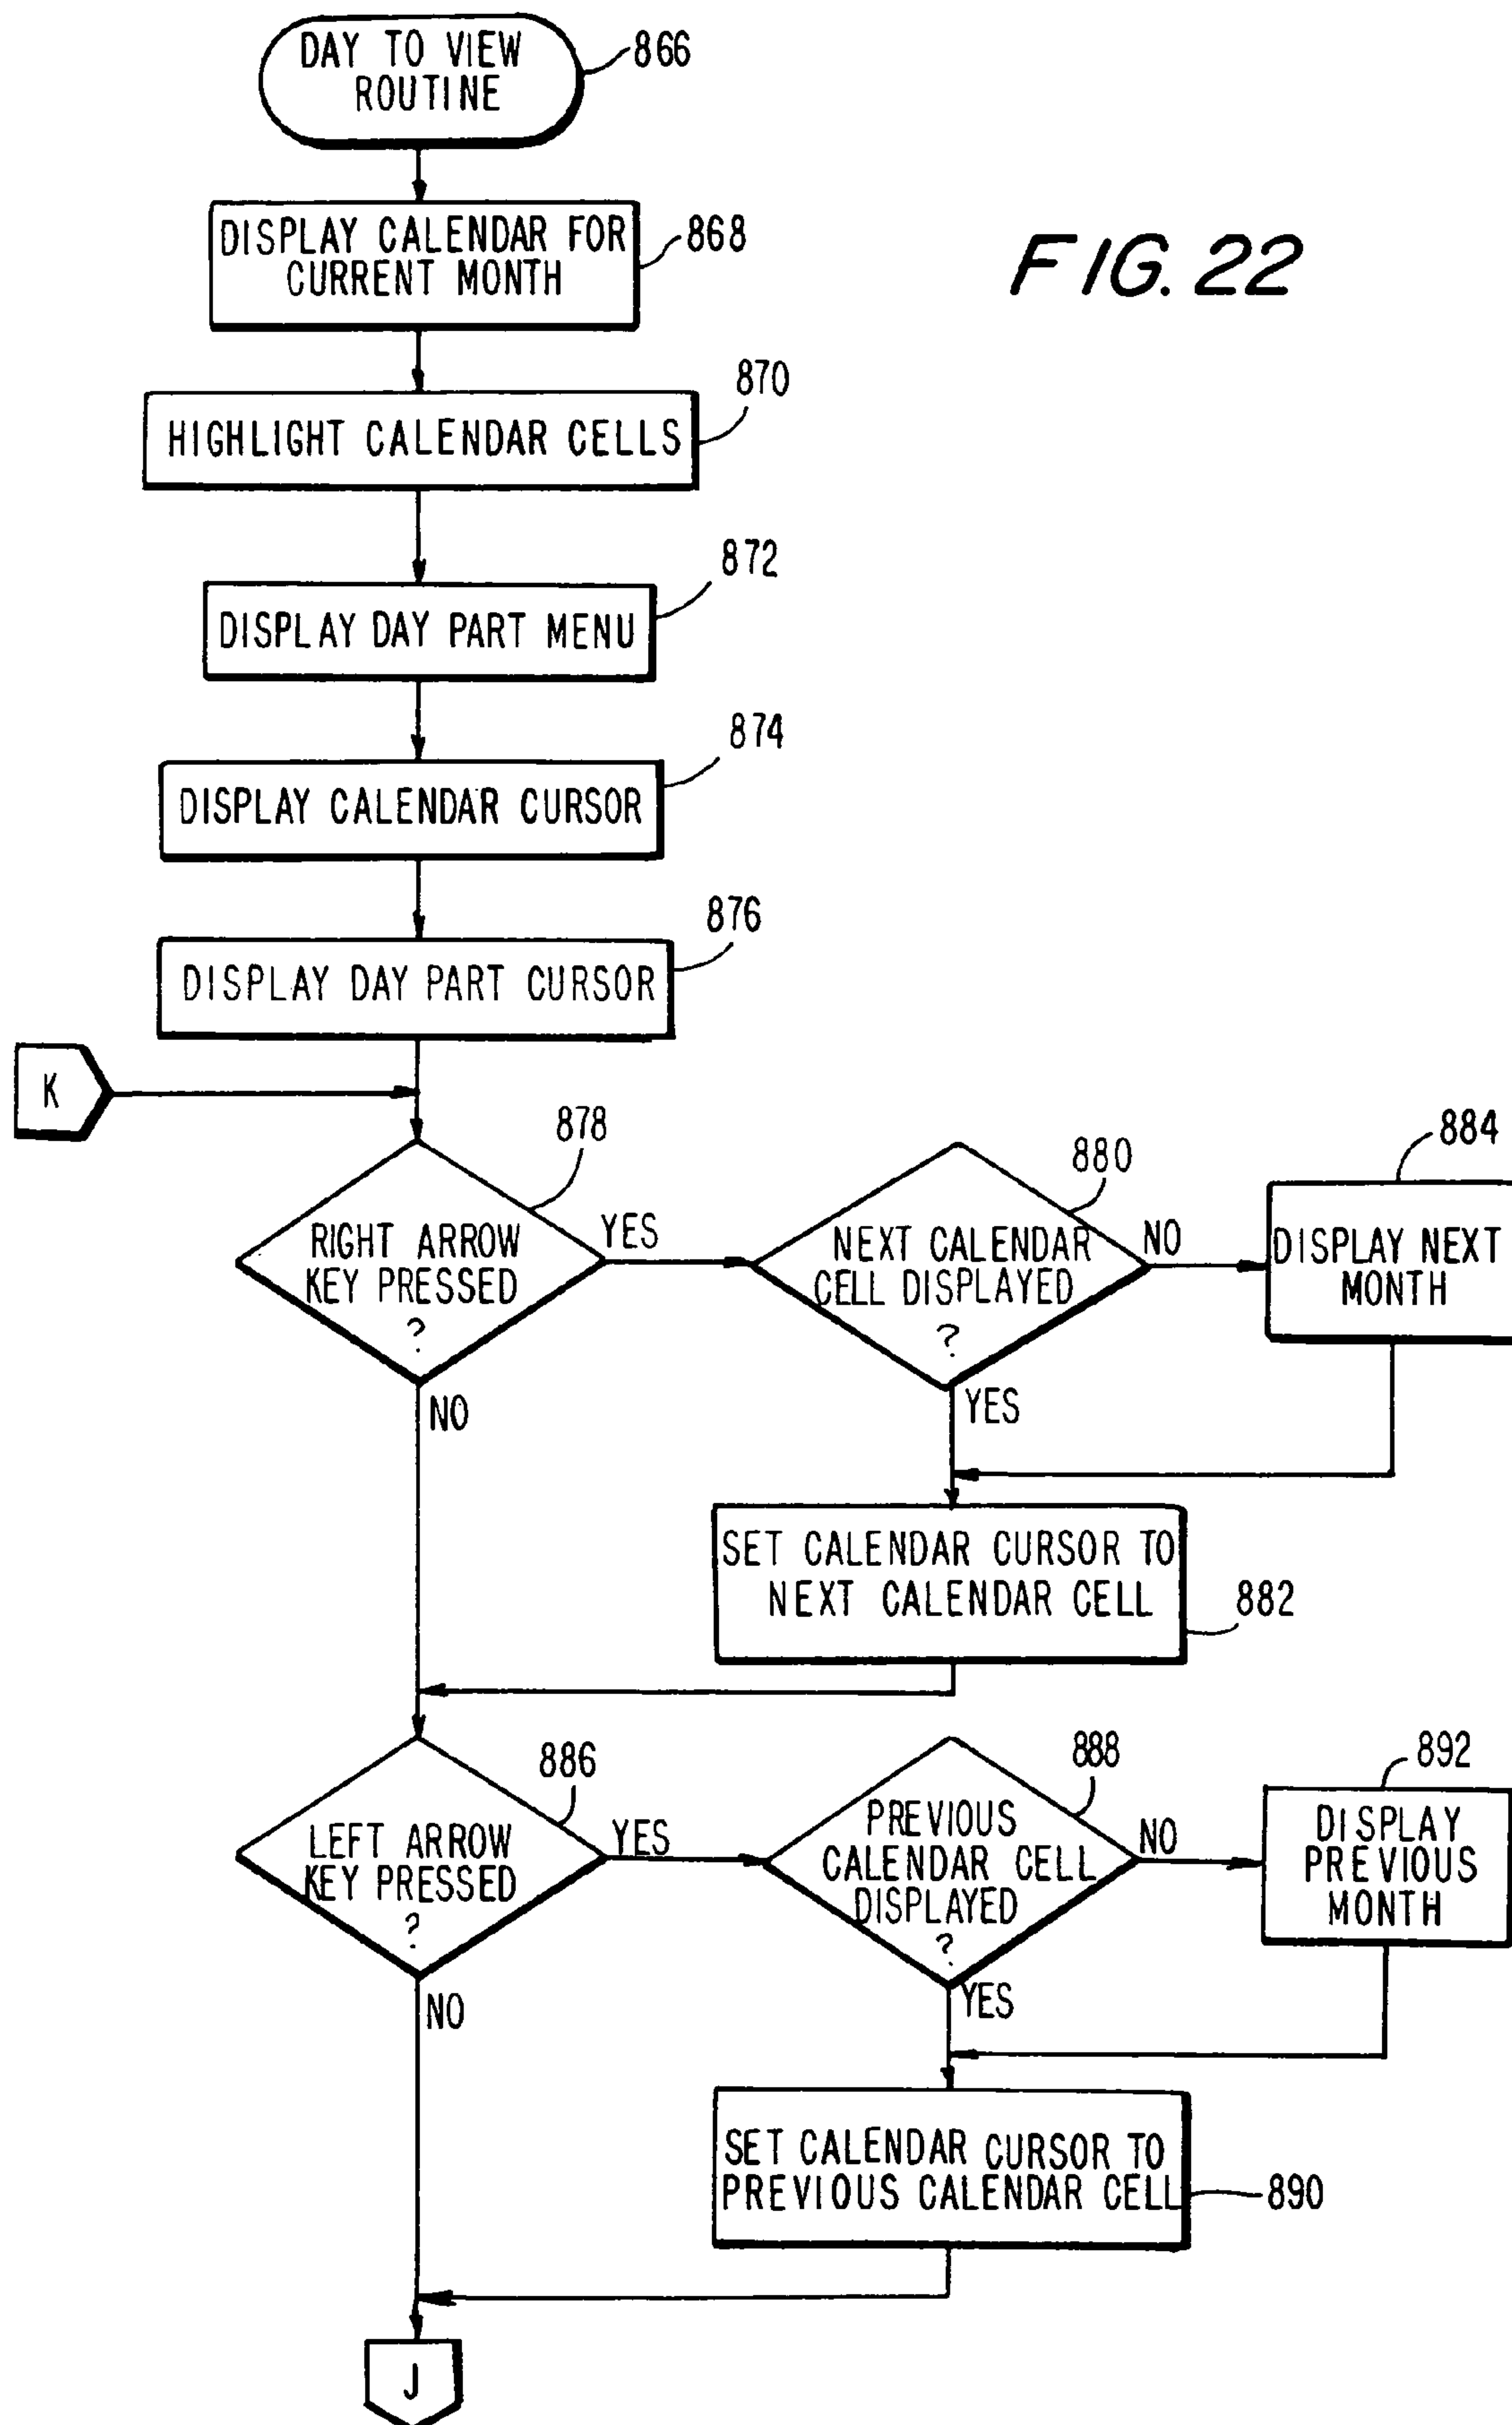 DAY TO VIEW
ROUTINE
866
DISPLAY CALENDAR FOR
CURRENT MONTH
868
FIG. 22
870
HIGHLIGHT CALENDAR CELLS
872
DISPLAY DAY PART MENU
874
DISPLAY CALENDAR CURSOR
876
DISPLAY DAY PART CURSOR
K
878
RIGHT ARROW
KEY PRESSED
?
YES
NO
880
NEXT CALENDAR
CELL DISPLAYED
?
NO
YES
884
DISPLAY NEXT
MONTH
SET CALENDAR CURSOR TO
NEXT CALENDAR CELL
882
886
LEFT ARROW
KEY PRESSED
?
YES
NO
888
PREVIOUS
CALENDAR CELL
DISPLAYED
?
NO
YES
892
DISPLAY
PREVIOUS
MONTH
SET CALENDAR CURSOR TO
PREVIOUS CALENDAR CELL
890
J